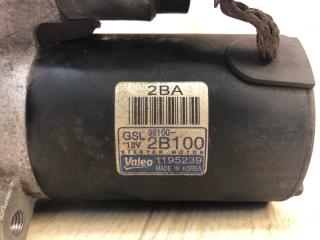 2BA
GSL 36100-
12V 2B100
STARTER MOTOR
Valeo 1195239
MADE IN KOREA